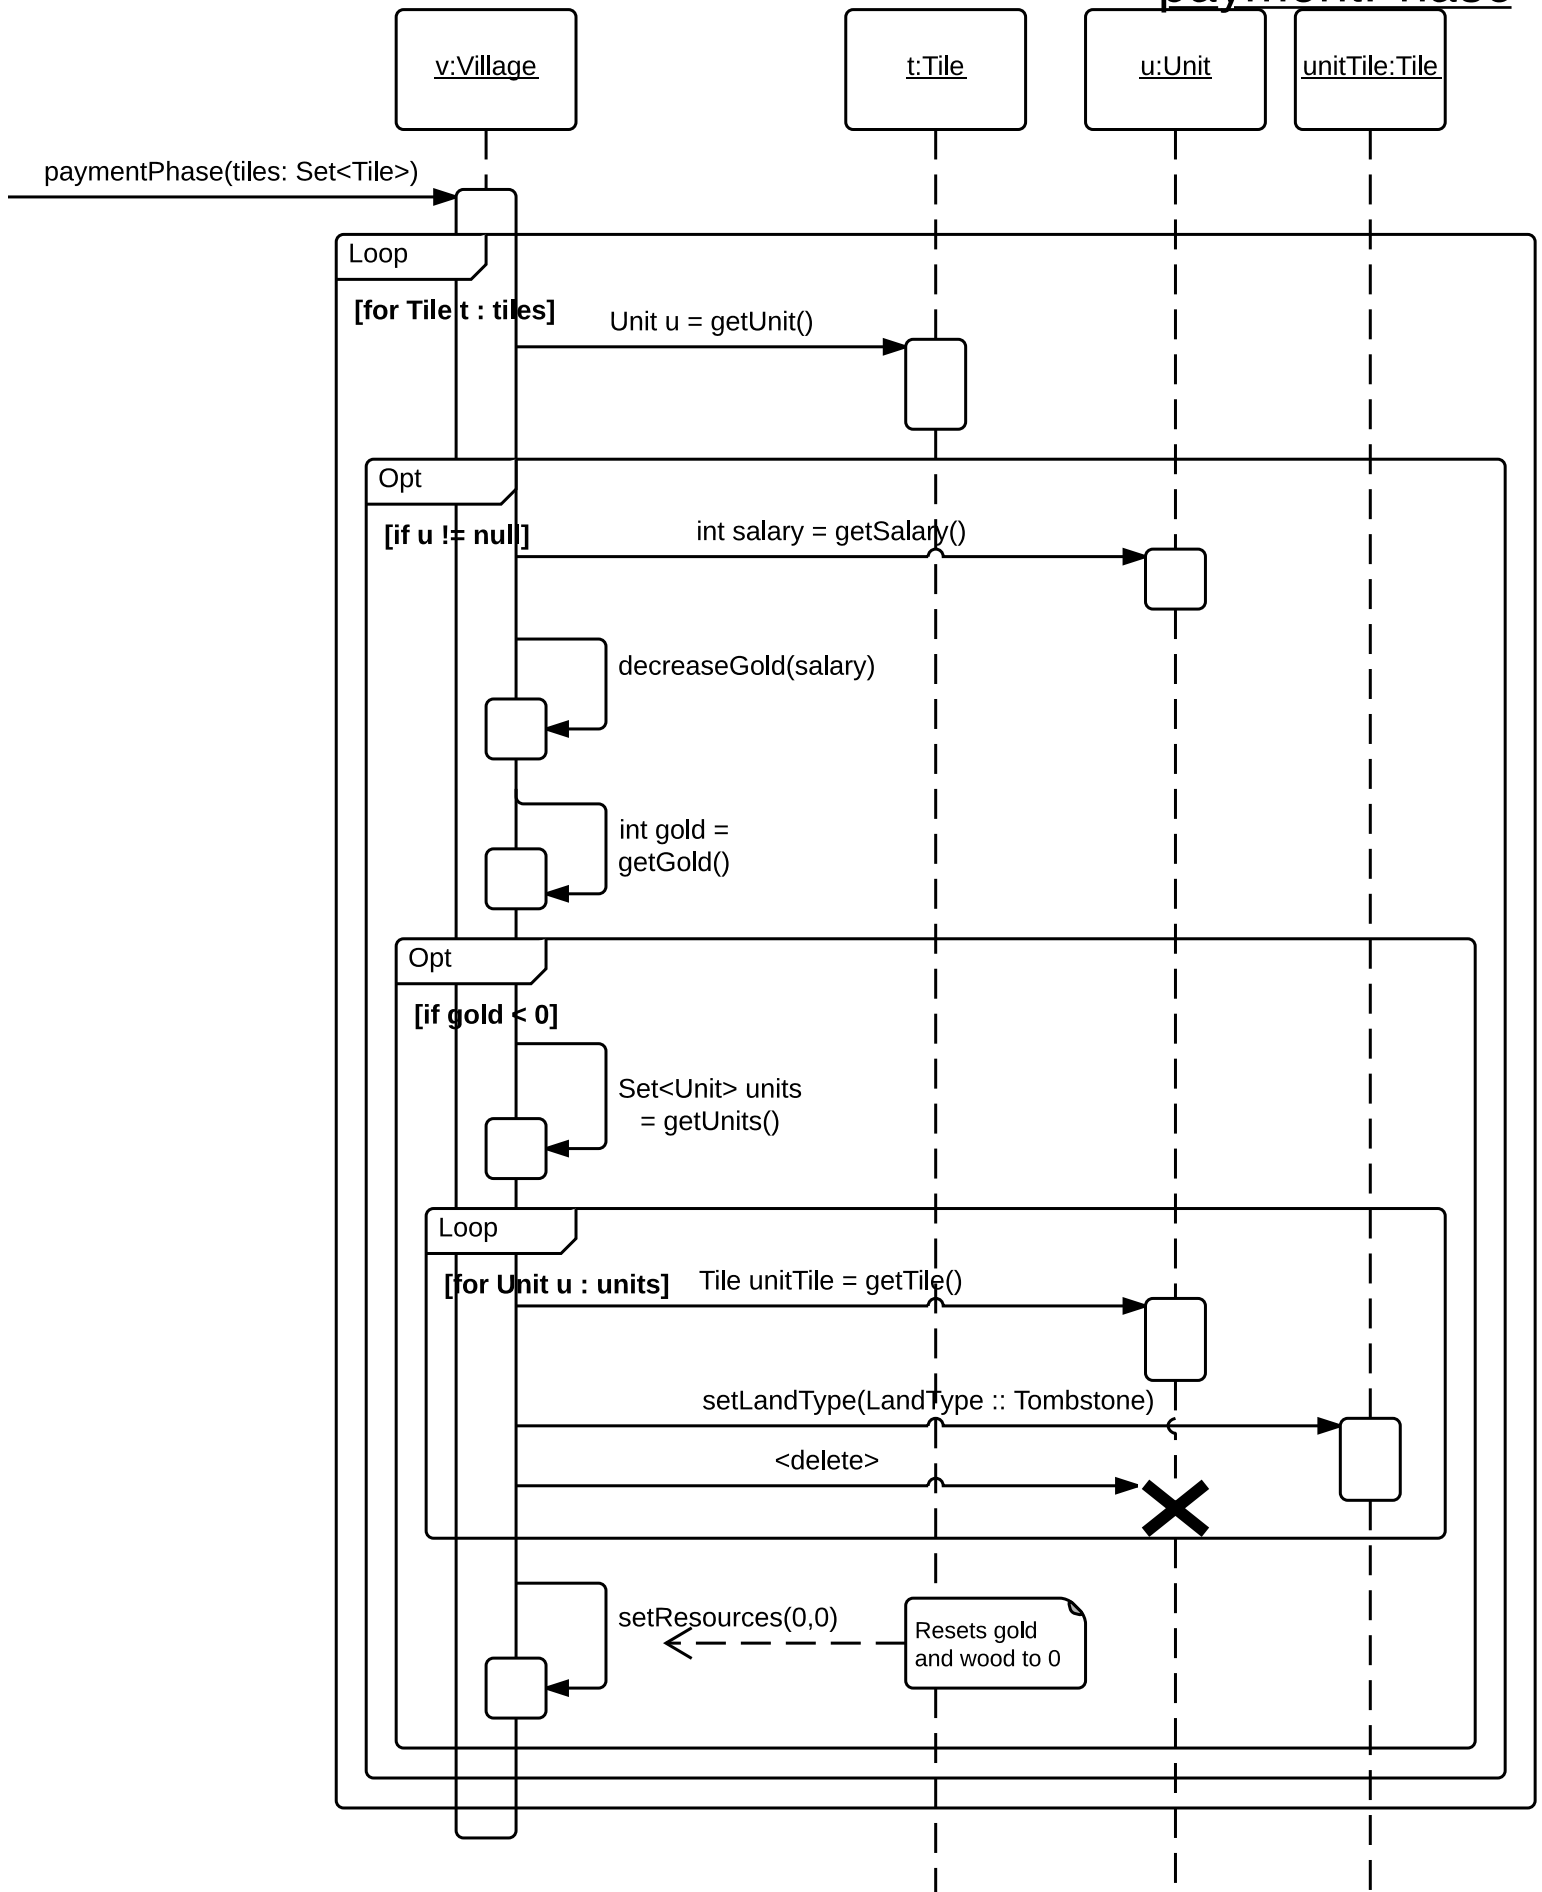 paymentPhase
v:Village
t:Tile
u:Unit
unitTile:Tile
paymentPhase(tiles: Set<Tile>)
Loop
[for Tile t : tiles]
Unit u = getUnit()
Opt
[if u != null]
int salary = getSalary()
decreaseGold(salary)
int gold =
getGold()
Opt
[if gold < 0]
Set<Unit> units
= getUnits()
Loop
[for Unit u : units]
Tile unitTile = getTile()
setLandType(LandType :: Tombstone)
<delete>
setResources(0,0)
Resets gold
and wood to 0